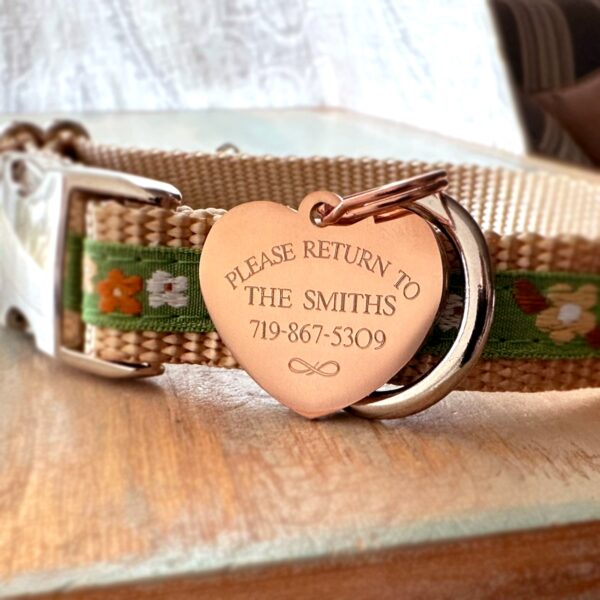 PLEASE RETURN TO
THE SMITHS
719-867-5309